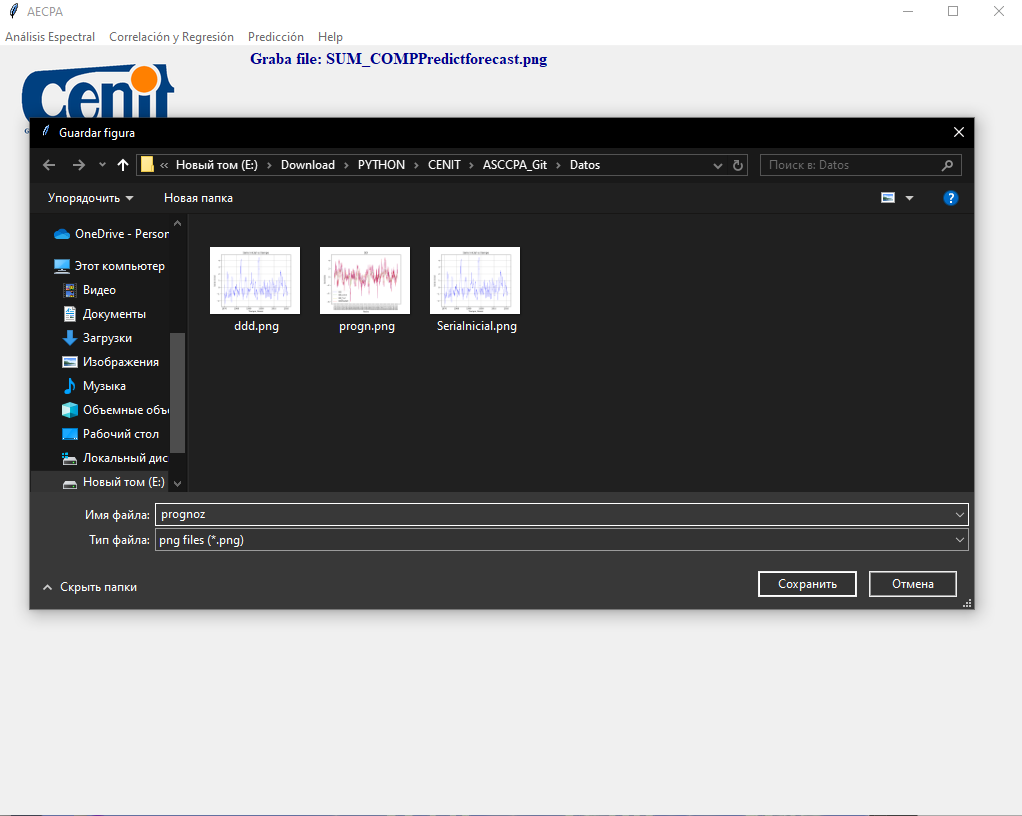 AECPA
Análisis Espectral Correlación y Regresión Predicción Help
Graba file: SUM_COMPPredictforecast.png
cenit
Guardar figura
« Новый том (E:) › Download › PYTHON › CENIT › ASCCPA_Git › Datos
Поиск в: Datos
Упорядочить Новая папка
OneDrive - Person
Этот компьютер
Видео
Документы
Загрузки
Изображения
Музыка
Объемные объ
Рабочий стол
Локальный дис
Новый том (E:)
ddd.png progn.png SeriaInicial.png
Имя файла: prognoz
Тип файла: png files (*.png)
Скрыть папки Сохранить Отмена